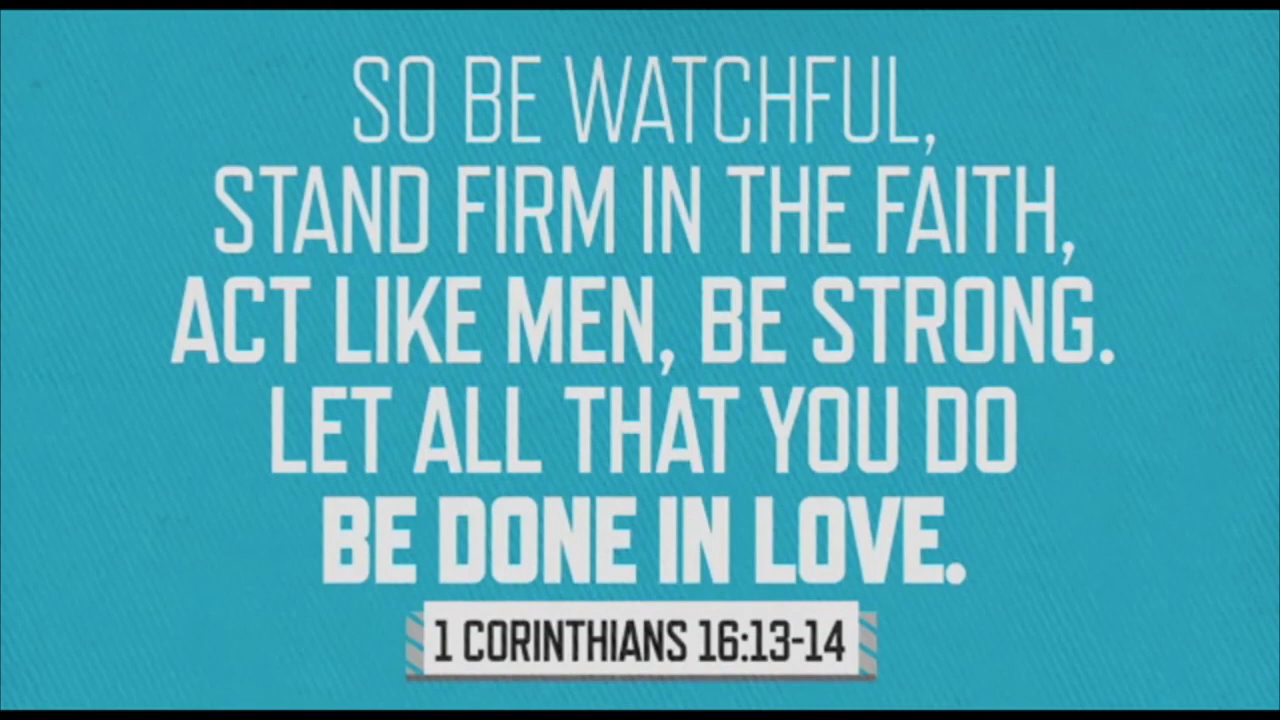 SO BE WATCHFUL,
STAND FIRM IN THE FAITH,
ACT LIKE MEN, BE STRONG.
LET ALL THAT YOU DO
BE DONE IN LOVE.
1 CORINTHIANS 16:13-14